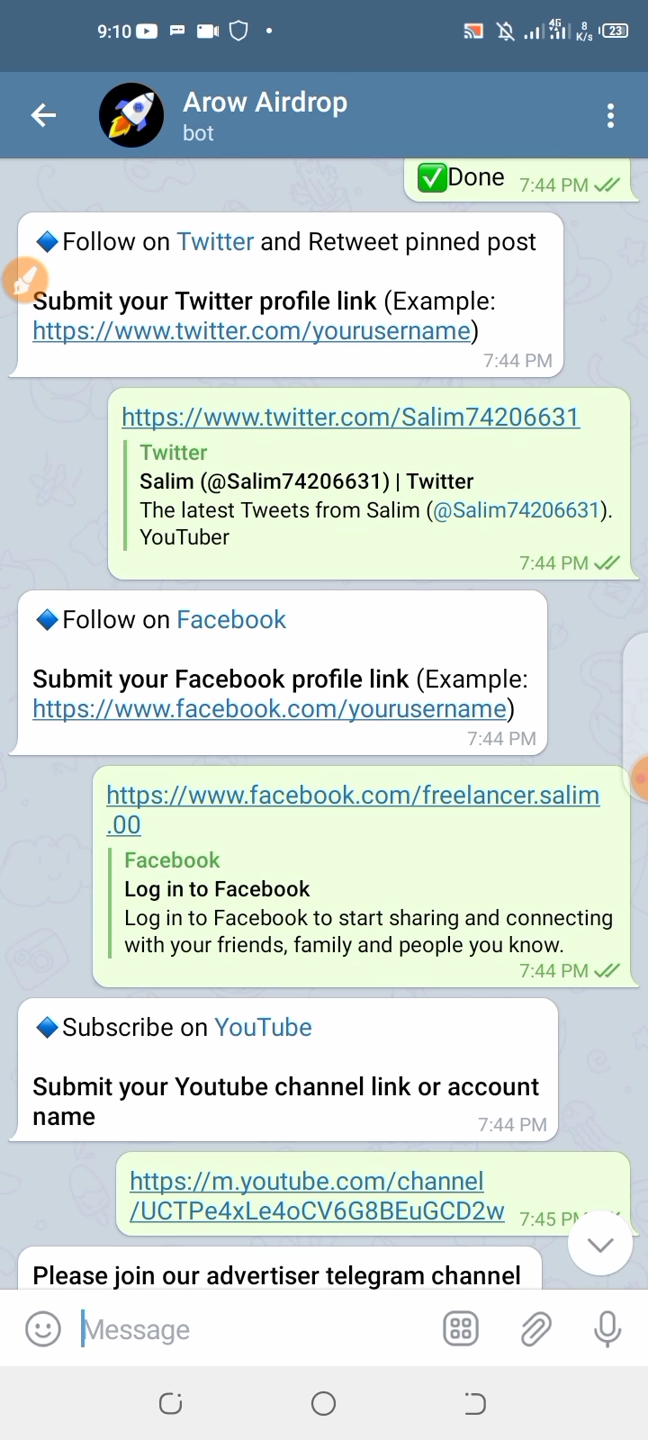 9:10
4G
8
K/s
23
Arow Airdrop
bot
Done 7:44 PM
Follow on Twitter and Retweet pinned post
Submit your Twitter profile link (Example:
https://www.twitter.com/yourusername)
7:44 PM
https://www.twitter.com/Salim74206631
Twitter
Salim (@Salim74206631) | Twitter
The latest Tweets from Salim (@Salim74206631).
YouTuber
7:44 PM
Follow on Facebook
Submit your Facebook profile link (Example:
https://www.facebook.com/yourusername)
7:44 PM
https://www.facebook.com/freelancer.salim
.00
Facebook
Log in to Facebook
Log in to Facebook to start sharing and connecting
with your friends, family and people you know.
7:44 PM
Subscribe on YouTube
Submit your Youtube channel link or account
name
7:44 PM
https://m.youtube.com/channel
/UCTPe4xLe4oCV6G8BEuGCD2w 7:45 PM
Please join our advertiser telegram channel
Message